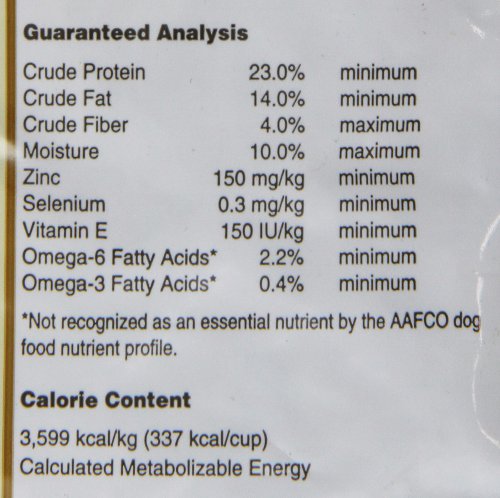 Guaranteed Analysis
Crude Protein 23.0% minimum
Crude Fat 14.0% minimum
Crude Fiber 4.0% maximum
Moisture 10.0% maximum
Zinc 150 mg/kg minimum
Selenium 0.3 mg/kg minimum
Vitamin E 150 IU/kg minimum
Omega-6 Fatty Acids* 2.2% minimum
Omega-3 Fatty Acids* 0.4% minimum
*Not recognized as an essential nutrient by the AAFCO dog
food nutrient profile.
Calorie Content
3,599 kcal/kg (337 kcal/cup)
Calculated Metabolizable Energy